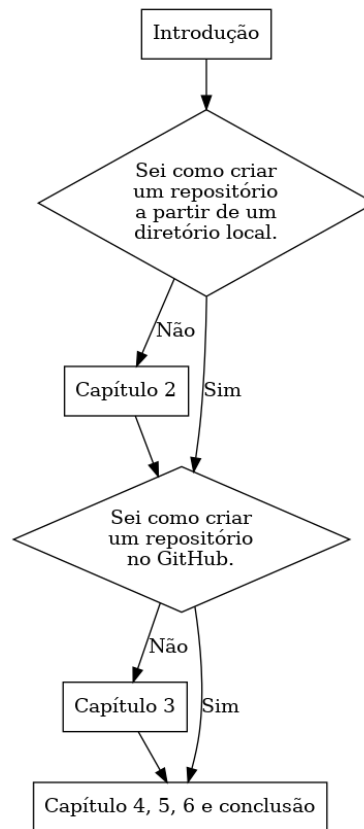 Introdução
Sei como criar
um repositório
a partir de um
diretório local.
Não
Capítulo 2
Sim
Sei como criar
um repositório
no GitHub.
Não
Capítulo 3
Sim
Capítulo 4, 5, 6 e conclusão